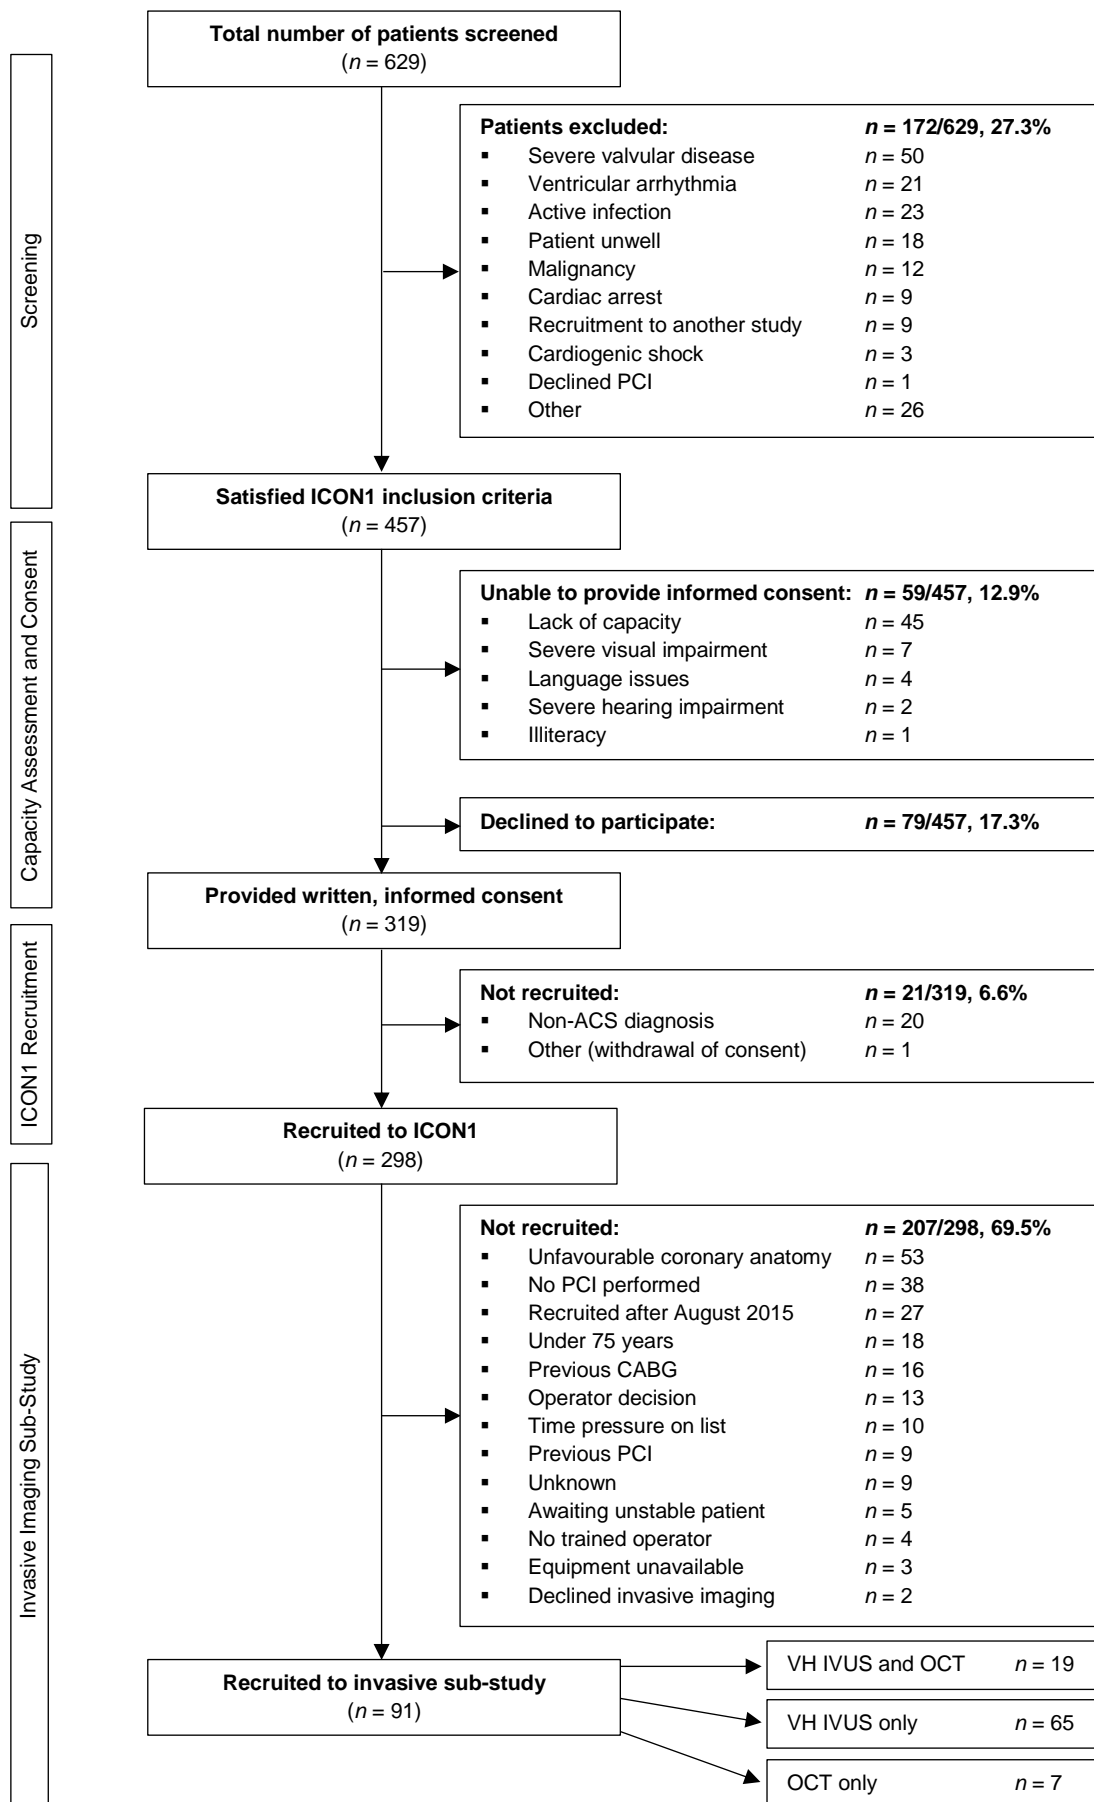 Total number of patients screened
(n = 629)
Screening
Patients excluded: n = 172/629, 27.3%
▪ Severe valvular disease n = 50
▪ Ventricular arrhythmia n = 21
▪ Active infection n = 23
▪ Patient unwell n = 18
▪ Malignancy n = 12
▪ Cardiac arrest n = 9
▪ Recruitment to another study n = 9
▪ Cardiogenic shock n = 3
▪ Declined PCI n = 1
▪ Other n = 26
Satisfied ICON1 inclusion criteria
(n = 457)
Capacity Assessment and Consent
Unable to provide informed consent: n = 59/457, 12.9%
▪ Lack of capacity n = 45
▪ Severe visual impairment n = 7
▪ Language issues n = 4
▪ Severe hearing impairment n = 2
▪ Illiteracy n = 1
Declined to participate: n = 79/457, 17.3%
Provided written, informed consent
(n = 319)
ICON1 Recruitment
Not recruited: n = 21/319, 6.6%
▪ Non-ACS diagnosis n = 20
▪ Other (withdrawal of consent) n = 1
Recruited to ICON1
(n = 298)
Invasive Imaging Sub-Study
Not recruited: n = 207/298, 69.5%
▪ Unfavourable coronary anatomy n = 53
▪ No PCI performed n = 38
▪ Recruited after August 2015 n = 27
▪ Under 75 years n = 18
▪ Previous CABG n = 16
▪ Operator decision n = 13
▪ Time pressure on list n = 10
▪ Previous PCI n = 9
▪ Unknown n = 9
▪ Awaiting unstable patient n = 5
▪ No trained operator n = 4
▪ Equipment unavailable n = 3
▪ Declined invasive imaging n = 2
Recruited to invasive sub-study
(n = 91)
VH IVUS and OCT n = 19
VH IVUS only n = 65
OCT only n = 7